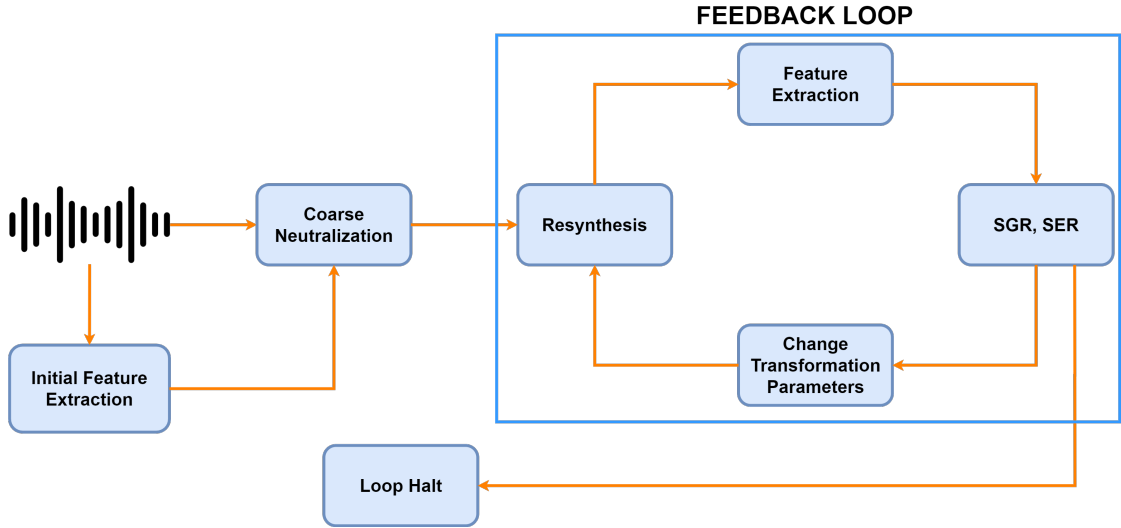 FEEDBACK LOOP
Feature
Extraction
Coarse
Neutralization
Resynthesis
SGR, SER
Initial Feature
Extraction
Change
Transformation
Parameters
Loop Halt